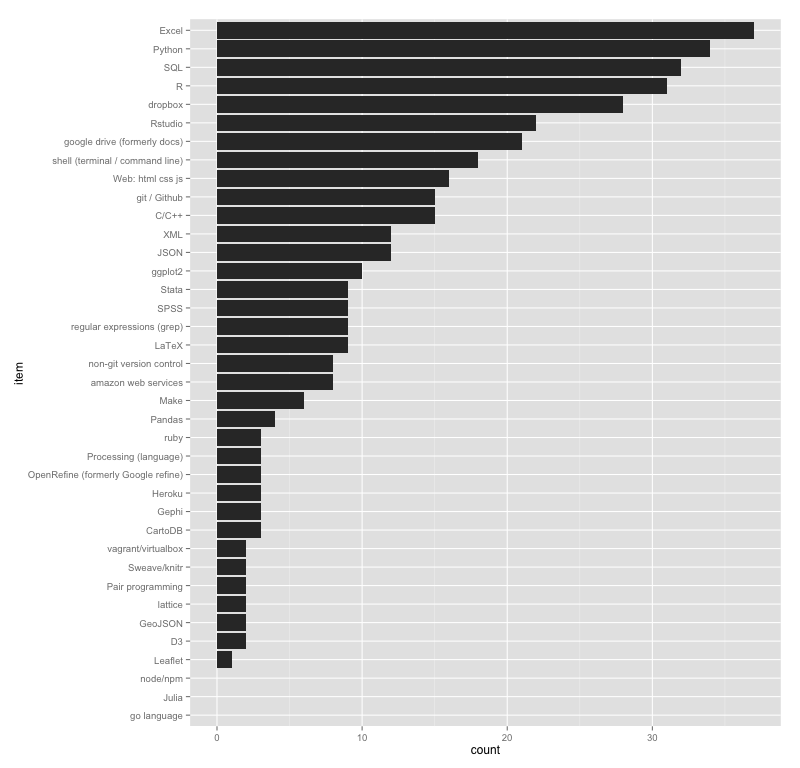 Excel
Python
SQL
R
dropbox
Rstudio
google drive (formerly docs)
shell (terminal / command line)
Web: html css js
git / Github
C/C++
XML
JSON
ggplot2
Stata
SPSS
regular expressions (grep)
LaTeX
non-git version control
amazon web services
Make
Pandas
ruby
Processing (language)
OpenRefine (formerly Google refine)
Heroku
Gephi
CartoDB
vagrant/virtualbox
Sweave/knitr
Pair programming
lattice
GeoJSON
D3
Leaflet
node/npm
Julia
go language
item
0 10 20 30
count